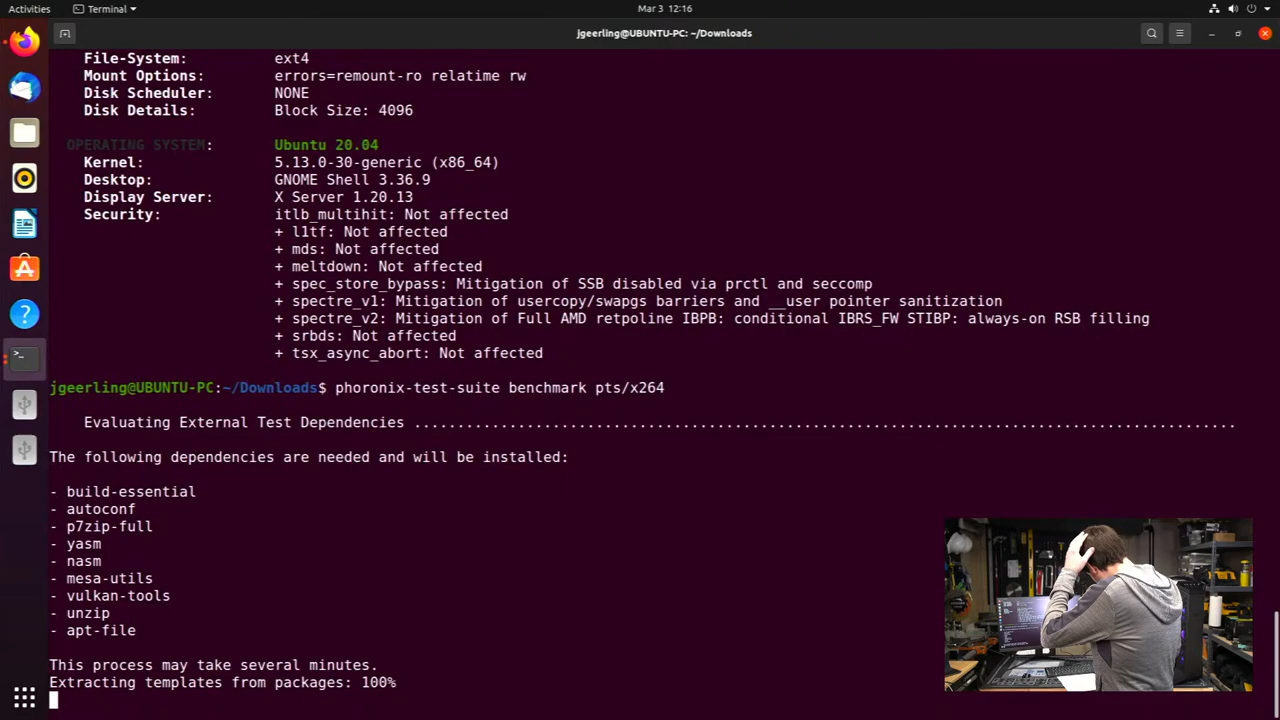 Activities
Terminal
Mar 3 12:16
jgeerling@UBUNTU-PC: ~/Downloads
File-System: ext4
Mount Options: errors=remount-ro relatime rw
Disk Scheduler: NONE
Disk Details: Block Size: 4096
OPERATING SYSTEM: Ubuntu 20.04
Kernel: 5.13.0-30-generic (x86_64)
Desktop: GNOME Shell 3.36.9
Display Server: X Server 1.20.13
Security: itlb_multihit: Not affected
+ l1tf: Not affected
+ mds: Not affected
+ meltdown: Not affected
+ spec_store_bypass: Mitigation of SSB disabled via prctl and seccomp
+ spectre_v1: Mitigation of usercopy/swapgs barriers and __user pointer sanitization
+ spectre_v2: Mitigation of Full AMD retpoline IBPB: conditional IBRS_FW STIBP: always-on RSB filling
+ srbds: Not affected
+ tsx_async_abort: Not affected
jgeerling@UBUNTU-PC:~/Downloads$ phoronix-test-suite benchmark pts/x264
Evaluating External Test Dependencies ...............................................................................................
The following dependencies are needed and will be installed:
- build-essential
- autoconf
- p7zip-full
- yasm
- nasm
- mesa-utils
- vulkan-tools
- unzip
- apt-file
This process may take several minutes.
Extracting templates from packages: 100%